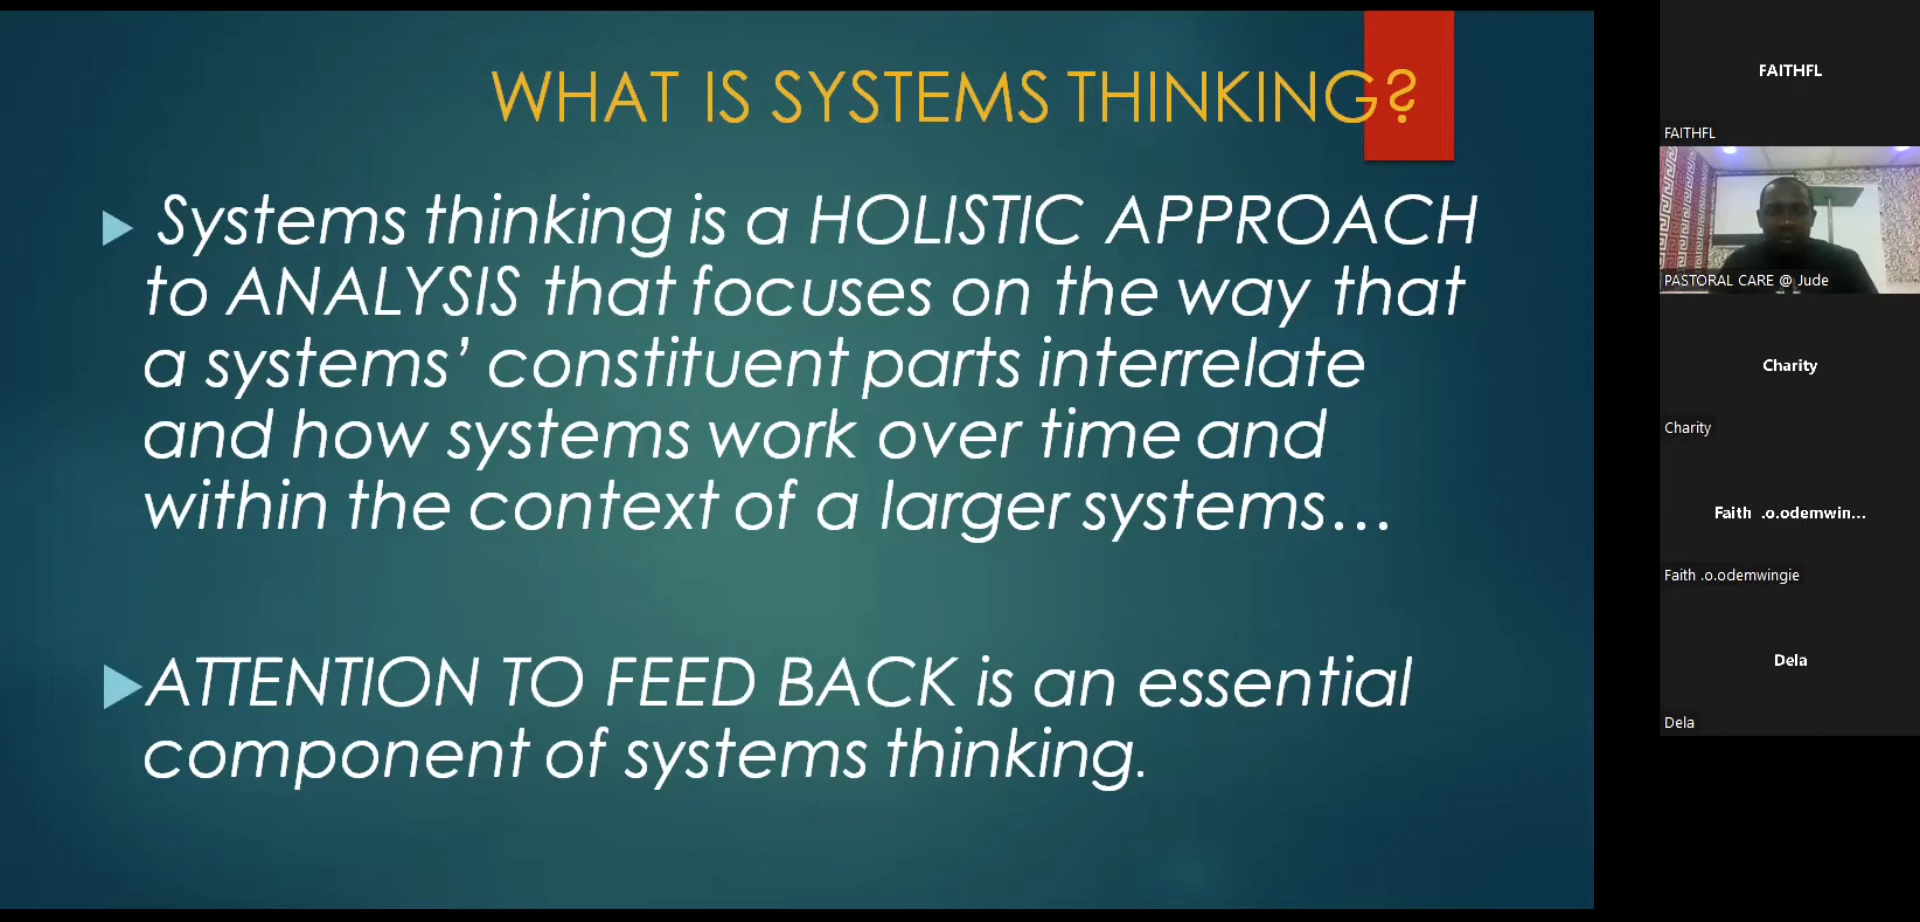 WHAT IS SYSTEMS THINKING?
Systems thinking is a HOLISTIC APPROACH
to ANALYSIS that focuses on the way that
a systems’ constituent parts interrelate
and how systems work over time and
within the context of a larger systems…
ATTENTION TO FEED BACK is an essential
component of systems thinking.
FAITHFL
FAITHFL
PASTORAL CARE @ Jude
Charity
Charity
Faith .o.odemwin...
Faith .o.odemwingie
Dela
Dela